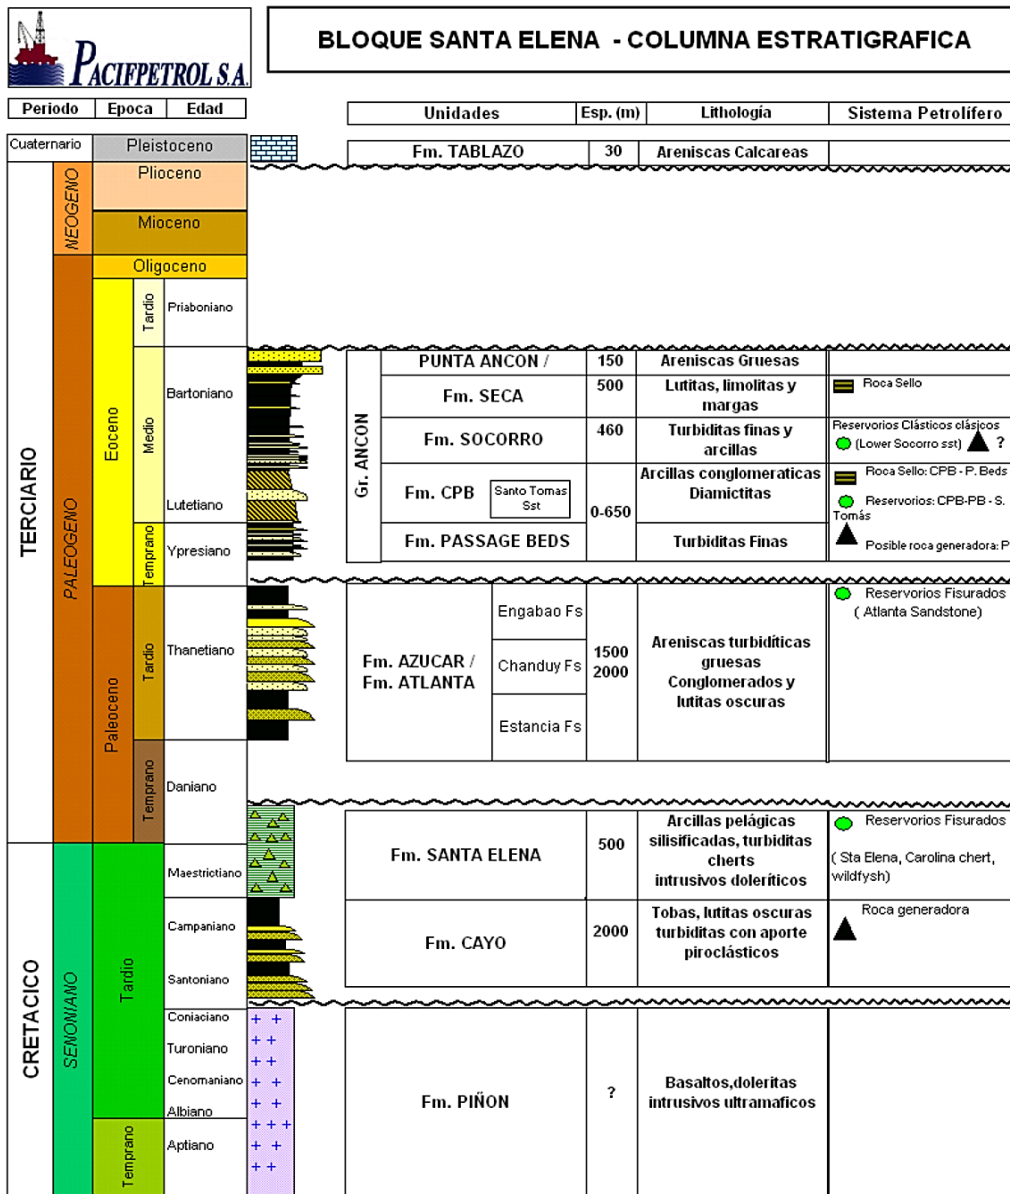 PACIFPETROL S.A.
BLOQUE SANTA ELENA - COLUMNA ESTRATIGRAFICA
Periodo Epoca Edad
Unidades Esp. (m) Lithología Sistema Petrolífero
Cuaternario Pleistoceno
Fm. TABLAZO 30 Areniscas Calcareas
TERCIARIO
NEOGENO
Plioceno
Mioceno
PALEOGENO
Oligoceno
Eoceno
Tardio
Priaboniano
Medio
Bartoniano
Lutetiano
Temprano
Ypresiano
Gr. ANCON
PUNTA ANCON / 150 Areniscas Gruesas
Fm. SECA 500 Lutitas, limolitas y
margas
Roca Sello
Fm. SOCORRO 460 Turbiditas finas y
arcillas
Reservorios Clásticos clásicos
(Lower Socorro sst) ?
Fm. CPB
Santo Tomas
Sst
0-650
Arcillas conglomeraticas
Diamictitas
Roca Sello: CPB - P. Beds
Reservorios: CPB-PB - S.
Tomás
Fm. PASSAGE BEDS Turbiditas Finas
Posible roca generadora: P
Paleoceno
Tardio
Thanetiano
Temprano
Daniano
Fm. AZUCAR /
Fm. ATLANTA
Engabao Fs
Chanduy Fs
Estancia Fs
1500
2000
Areniscas turbidíticas
gruesas
Conglomerados y
lutitas oscuras
Reservorios Fisurados
( Atlanta Sandstone)
CRETACICO
SENONIANO
Tardio
Maestrictiano
Campaniano
Santoniano
Coniaciano
Turoniano
Cenomaniano
Albiano
Temprano
Aptiano
Fm. SANTA ELENA 500
Arcillas pelágicas
silisificadas, turbiditas
cherts
intrusivos doleríticos
Reservorios Fisurados
( Sta Elena, Carolina chert,
wildfysh)
Fm. CAYO 2000
Tobas, lutitas oscuras
turbiditas con aporte
piroclásticos
Roca generadora
Fm. PIÑON ?
Basaltos,doleritas
intrusivos ultramaficos